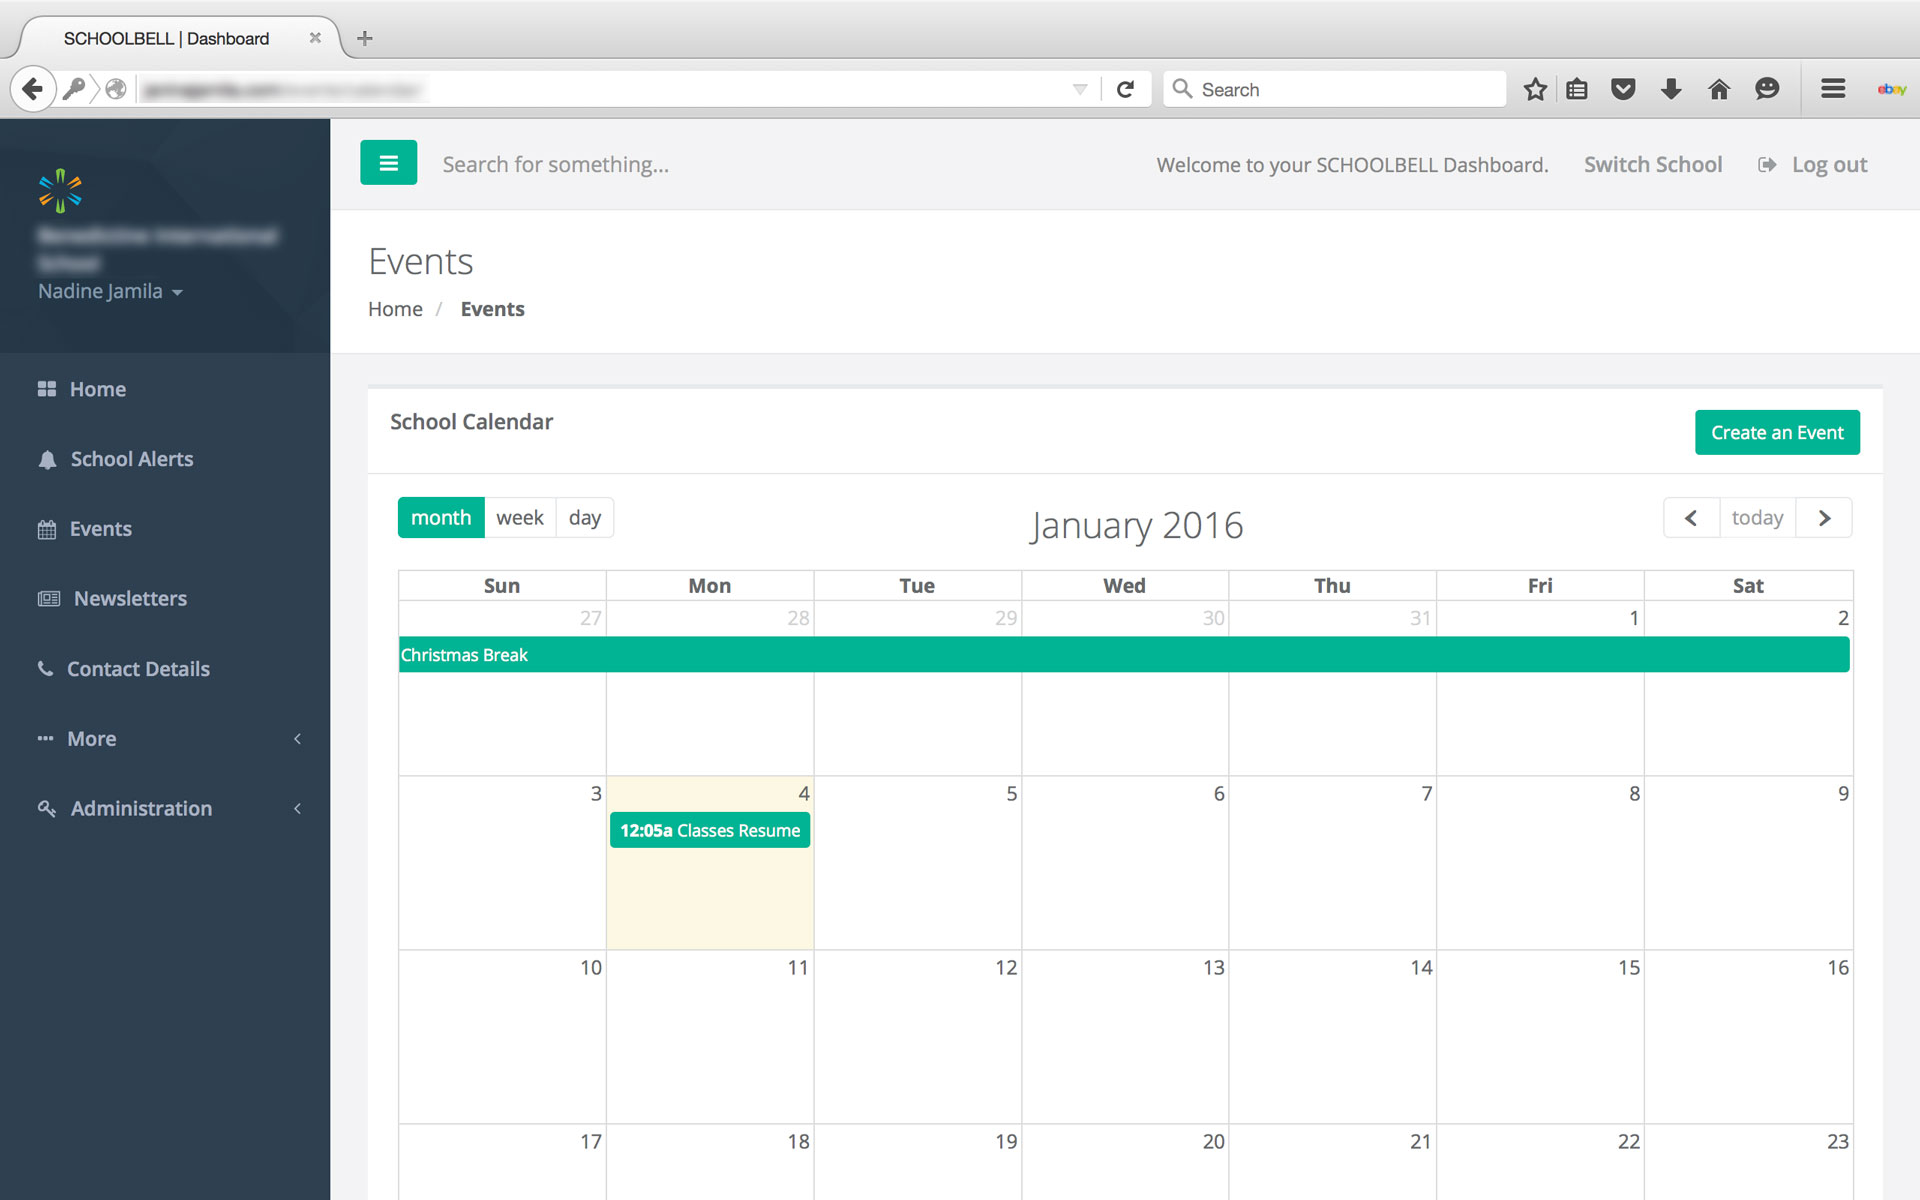 SCHOOLBELL | Dashboard
Search
ebay
Search for something...
Welcome to your SCHOOLBELL Dashboard.
Switch School
Log out
Nadine Jamila
Home
School Alerts
Events
Newsletters
Contact Details
More
Administration
Events
Home / Events
School Calendar
Create an Event
month week day
January 2016
today
Sun Mon Tue Wed Thu Fri Sat
27 28 29 30 31 1 2
Christmas Break
3 4 5 6 7 8 9
12:05a Classes Resume
10 11 12 13 14 15 16
17 18 19 20 21 22 23